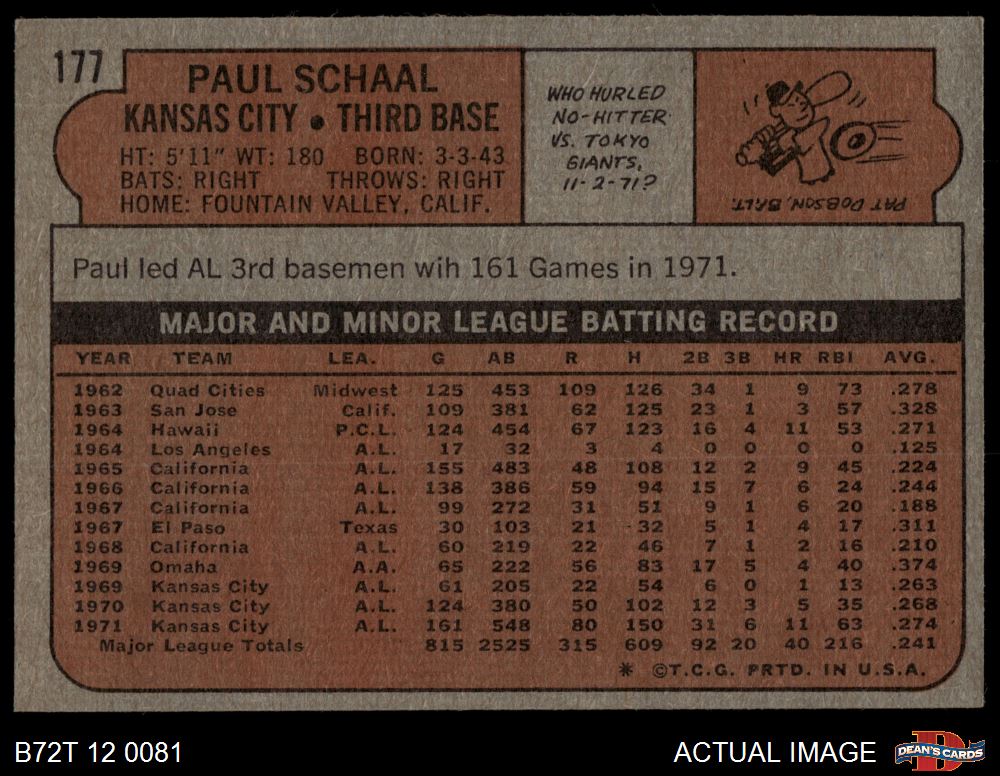 177
PAUL SCHAAL
KANSAS CITY • THIRD BASE
HT: 5'11" WT: 180 BORN: 3-3-43
BATS: RIGHT THROWS: RIGHT
HOME: FOUNTAIN VALLEY, CALIF.
WHO HURLED
NO-HITTER
VS. TOKYO
GIANTS,
11-2-71?
PAT DOBSON, BALT.
Paul led AL 3rd basemen wih 161 Games in 1971.
MAJOR AND MINOR LEAGUE BATTING RECORD
YEAR TEAM LEA. G AB R H 2B 3B HR RBI AVG.
1962 Quad Cities Midwest 125 453 109 126 34 1 9 73 .278
1963 San Jose Calif. 109 381 62 125 23 1 3 57 .328
1964 Hawaii P.C.L. 124 454 67 123 16 4 11 53 .271
1964 Los Angeles A.L. 17 32 3 4 0 0 0 0 .125
1965 California A.L. 155 483 48 108 12 2 9 45 .224
1966 California A.L. 138 386 59 94 15 7 6 24 .244
1967 California A.L. 99 272 31 51 9 1 6 20 .188
1967 El Paso Texas 30 103 21 32 5 1 4 17 .311
1968 California A.L. 60 219 22 46 7 1 2 16 .210
1969 Omaha A.A. 65 222 56 83 17 5 4 40 .374
1969 Kansas City A.L. 61 205 22 54 6 0 1 13 .263
1970 Kansas City A.L. 124 380 50 102 12 3 5 35 .268
1971 Kansas City A.L. 161 548 80 150 31 6 11 63 .274
Major League Totals 815 2525 315 609 92 20 40 216 .241
* ©T.C.G. PRTD. IN U.S.A.
B72T 12 0081
ACTUAL IMAGE
DEAN'S CARDS